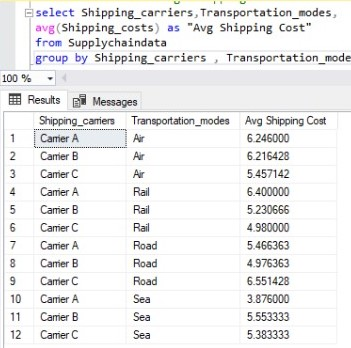 select Shipping_carriers,Transportation_modes,
avg(Shipping_costs) as "Avg Shipping Cost"
from Supplychaindata
group by Shipping_carriers , Transportation_mode
100 %
Results Messages
Shipping_carriers Transportation_modes Avg Shipping Cost
1 Carrier A Air 6.246000
2 Carrier B Air 6.216428
3 Carrier C Air 5.457142
4 Carrier A Rail 6.400000
5 Carrier B Rail 5.230666
6 Carrier C Rail 4.980000
7 Carrier A Road 5.466363
8 Carrier B Road 4.976363
9 Carrier C Road 6.551428
10 Carrier A Sea 3.876000
11 Carrier B Sea 5.553333
12 Carrier C Sea 5.383333